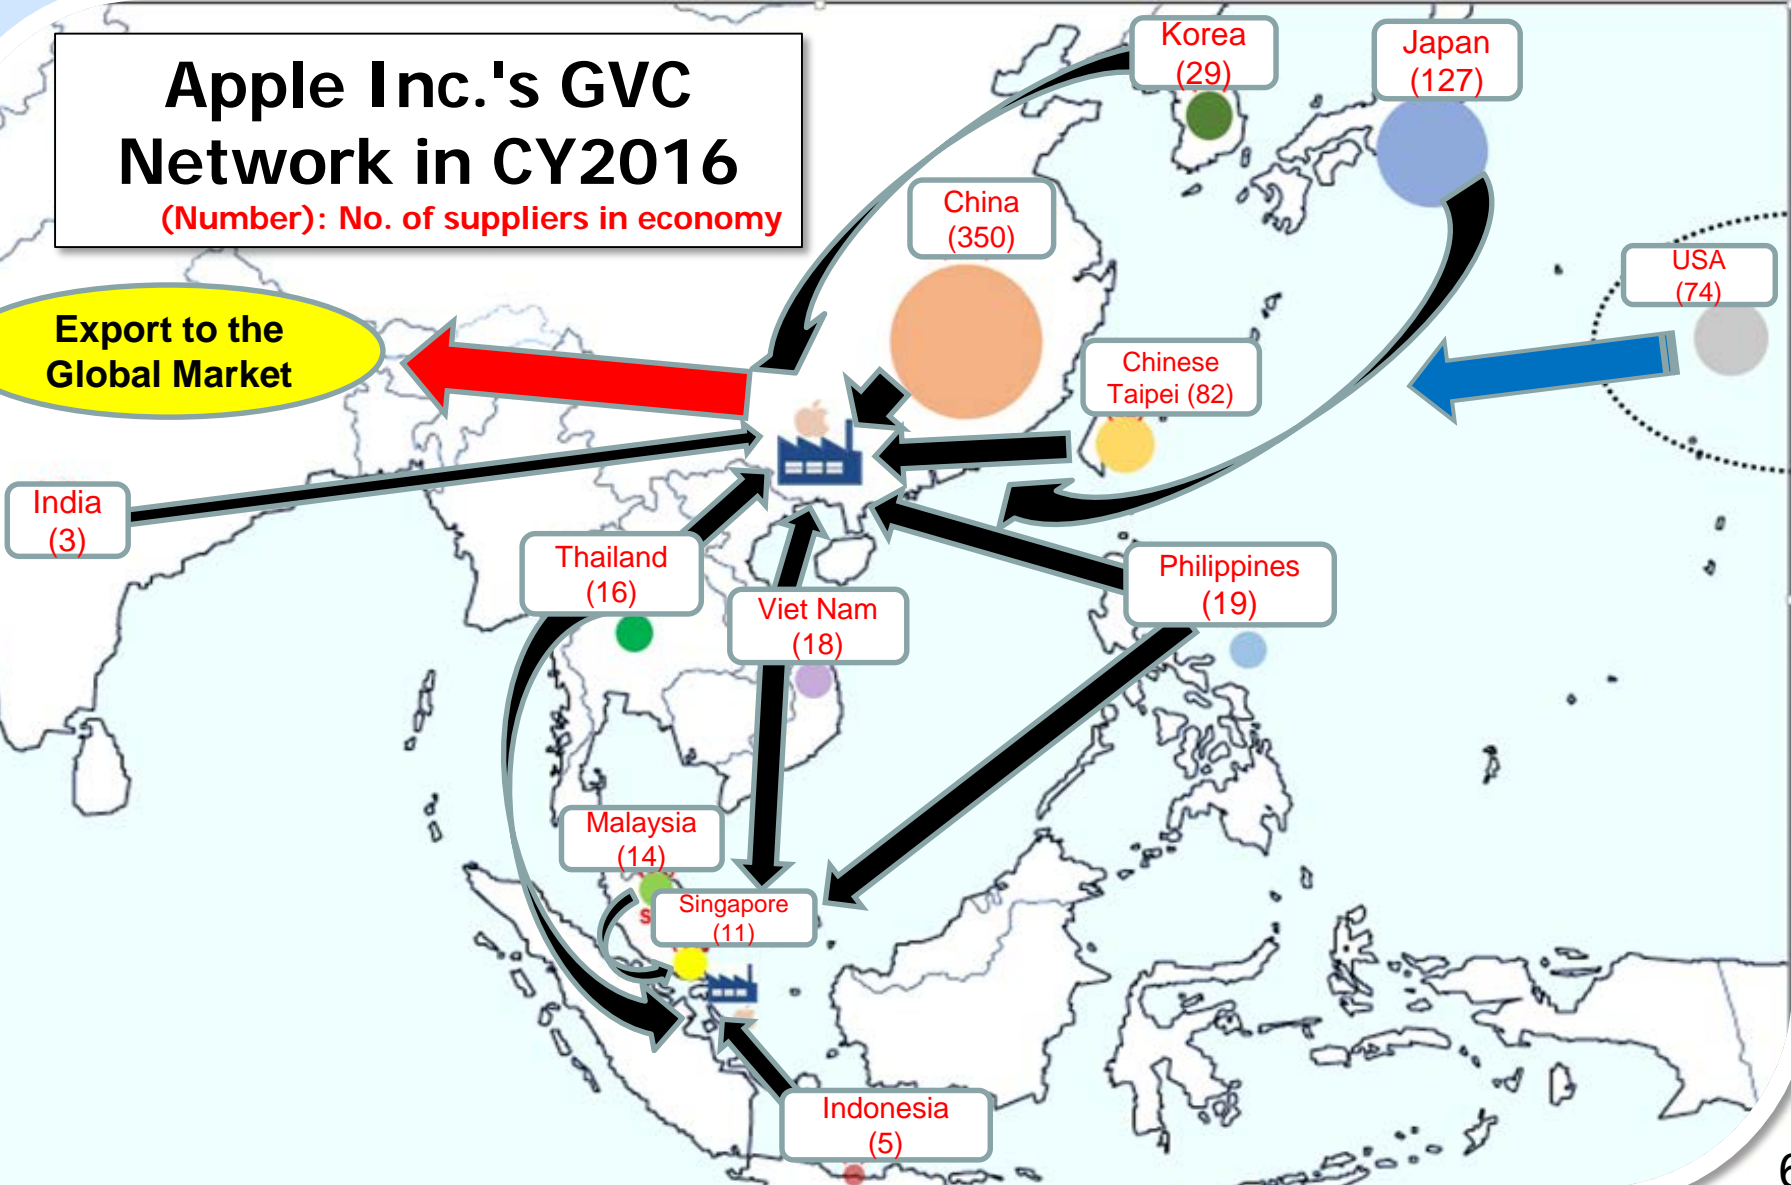 Apple Inc.'s GVC
Network in CY2016
(Number): No. of suppliers in economy
Korea
(29)
Japan
(127)
China
(350)
USA
(74)
Export to the
Global Market
Chinese
Taipei (82)
India
(3)
Thailand
(16)
Viet Nam
(18)
Philippines
(19)
Malaysia
(14)
Singapore
(11)
Indonesia
(5)